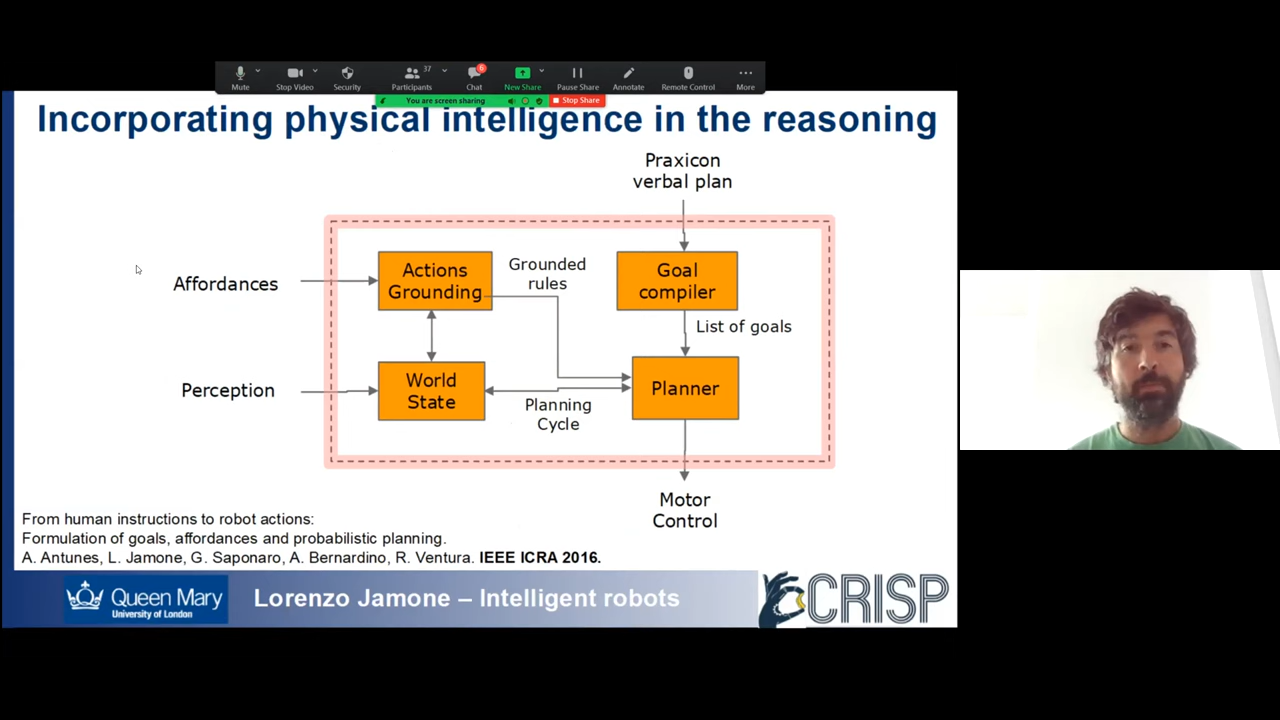 37
6
Mute
Stop Video
Security
Participants
Chat
New Share
Pause Share
Annotate
Remote Control
More
You are screen sharing
Stop Share
Incorporating physical intelligence in the reasoning
Praxicon
verbal plan
Affordances
Actions
Grounding
Grounded
rules
Goal
compiler
List of goals
Perception
World
State
Planning
Cycle
Planner
Motor
Control
From human instructions to robot actions:
Formulation of goals, affordances and probabilistic planning.
A. Antunes, L. Jamone, G. Saponaro, A. Bernardino, R. Ventura. IEEE ICRA 2016.
Queen Mary
University of London
Lorenzo Jamone – Intelligent robots
CRISP